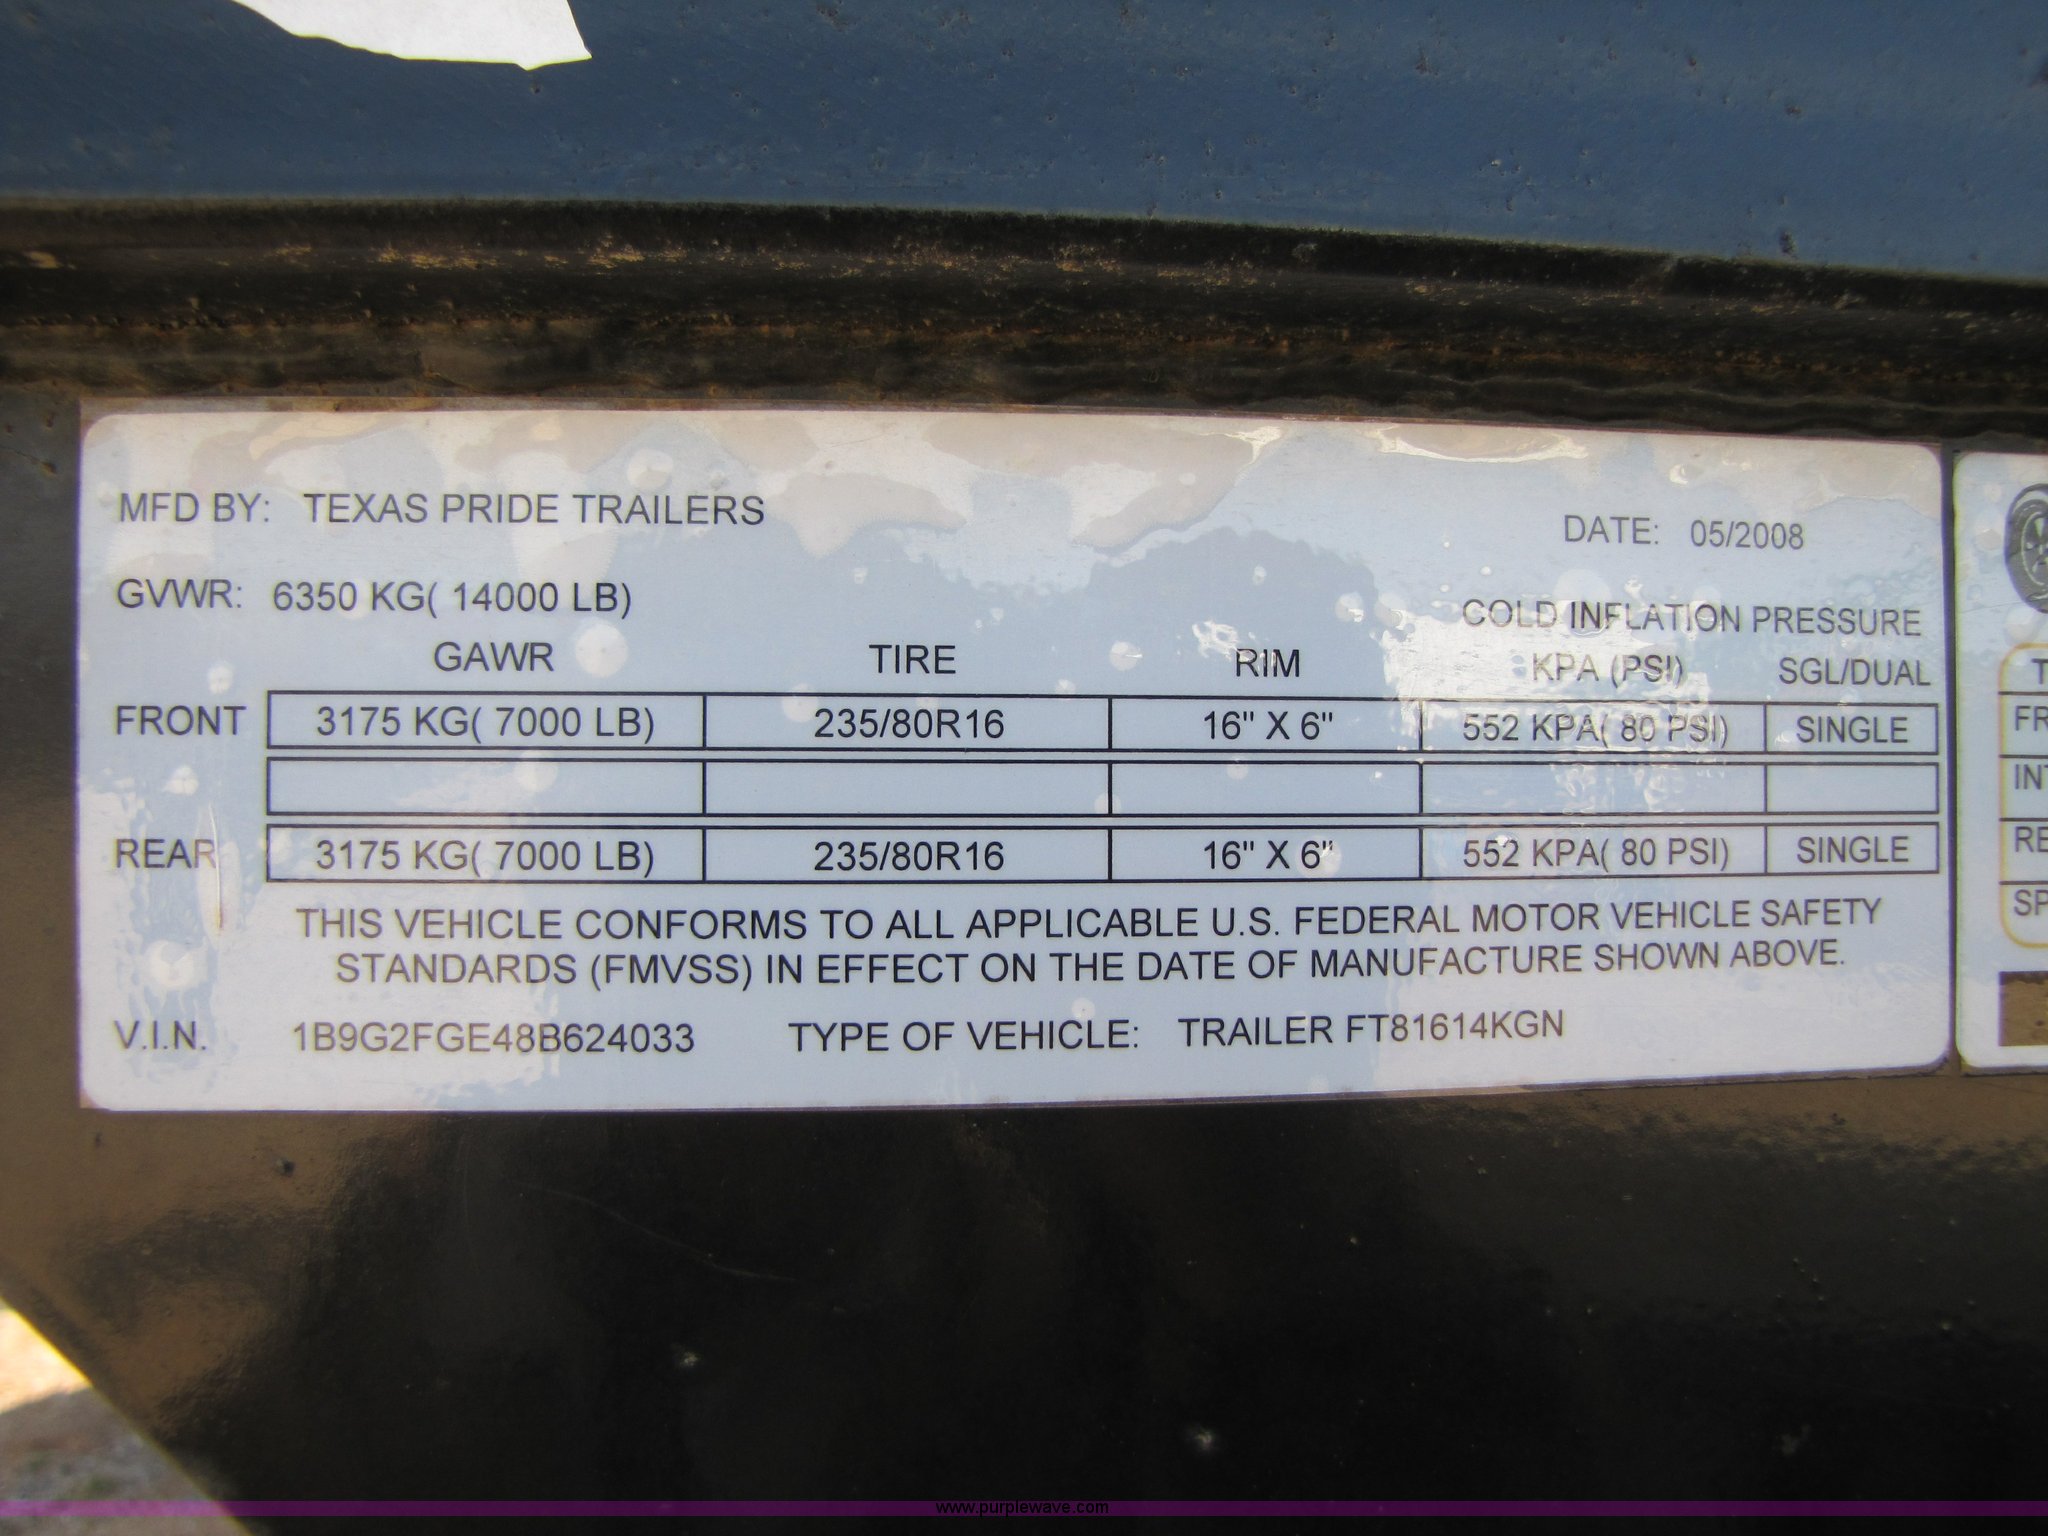 MFD BY: TEXAS PRIDE TRAILERS
DATE: 05/2008
GVWR: 6350 KG( 14000 LB)
COLD INFLATION PRESSURE
GAWR TIRE RIM KPA (PSI) SGL/DUAL
FRONT 3175 KG( 7000 LB) 235/80R16 16" X 6" 552 KPA( 80 PSI) SINGLE
REAR 3175 KG( 7000 LB) 235/80R16 16" X 6" 552 KPA( 80 PSI) SINGLE
THIS VEHICLE CONFORMS TO ALL APPLICABLE U.S. FEDERAL MOTOR VEHICLE SAFETY
STANDARDS (FMVSS) IN EFFECT ON THE DATE OF MANUFACTURE SHOWN ABOVE.
V.I.N. 1B9G2FGE48B624033 TYPE OF VEHICLE: TRAILER FT81614KGN
www.purplewave.com